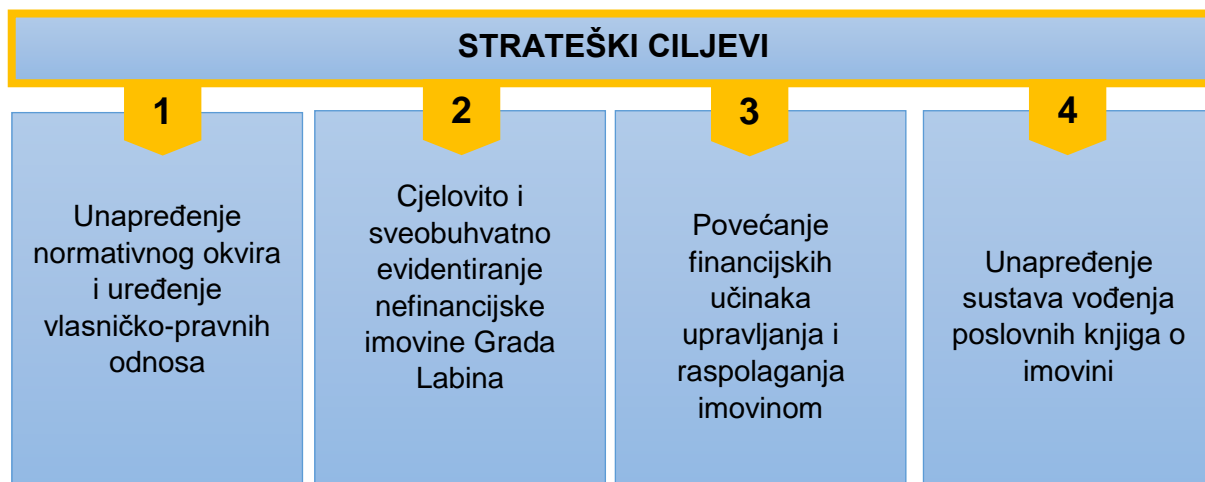 STRATEŠKI CILJEVI
1
Unapređenje
normativnog okvira
i uređenje
vlasničko-pravnih
odnosa
2
Cjelovito i
sveobuhvatno
evidentiranje
nefinancijske
imovine Grada
Labina
3
Povećanje
financijskih
učinaka
upravljanja i
raspolaganja
imovinom
4
Unapređenje
sustava vođenja
poslovnih knjiga o
imovini